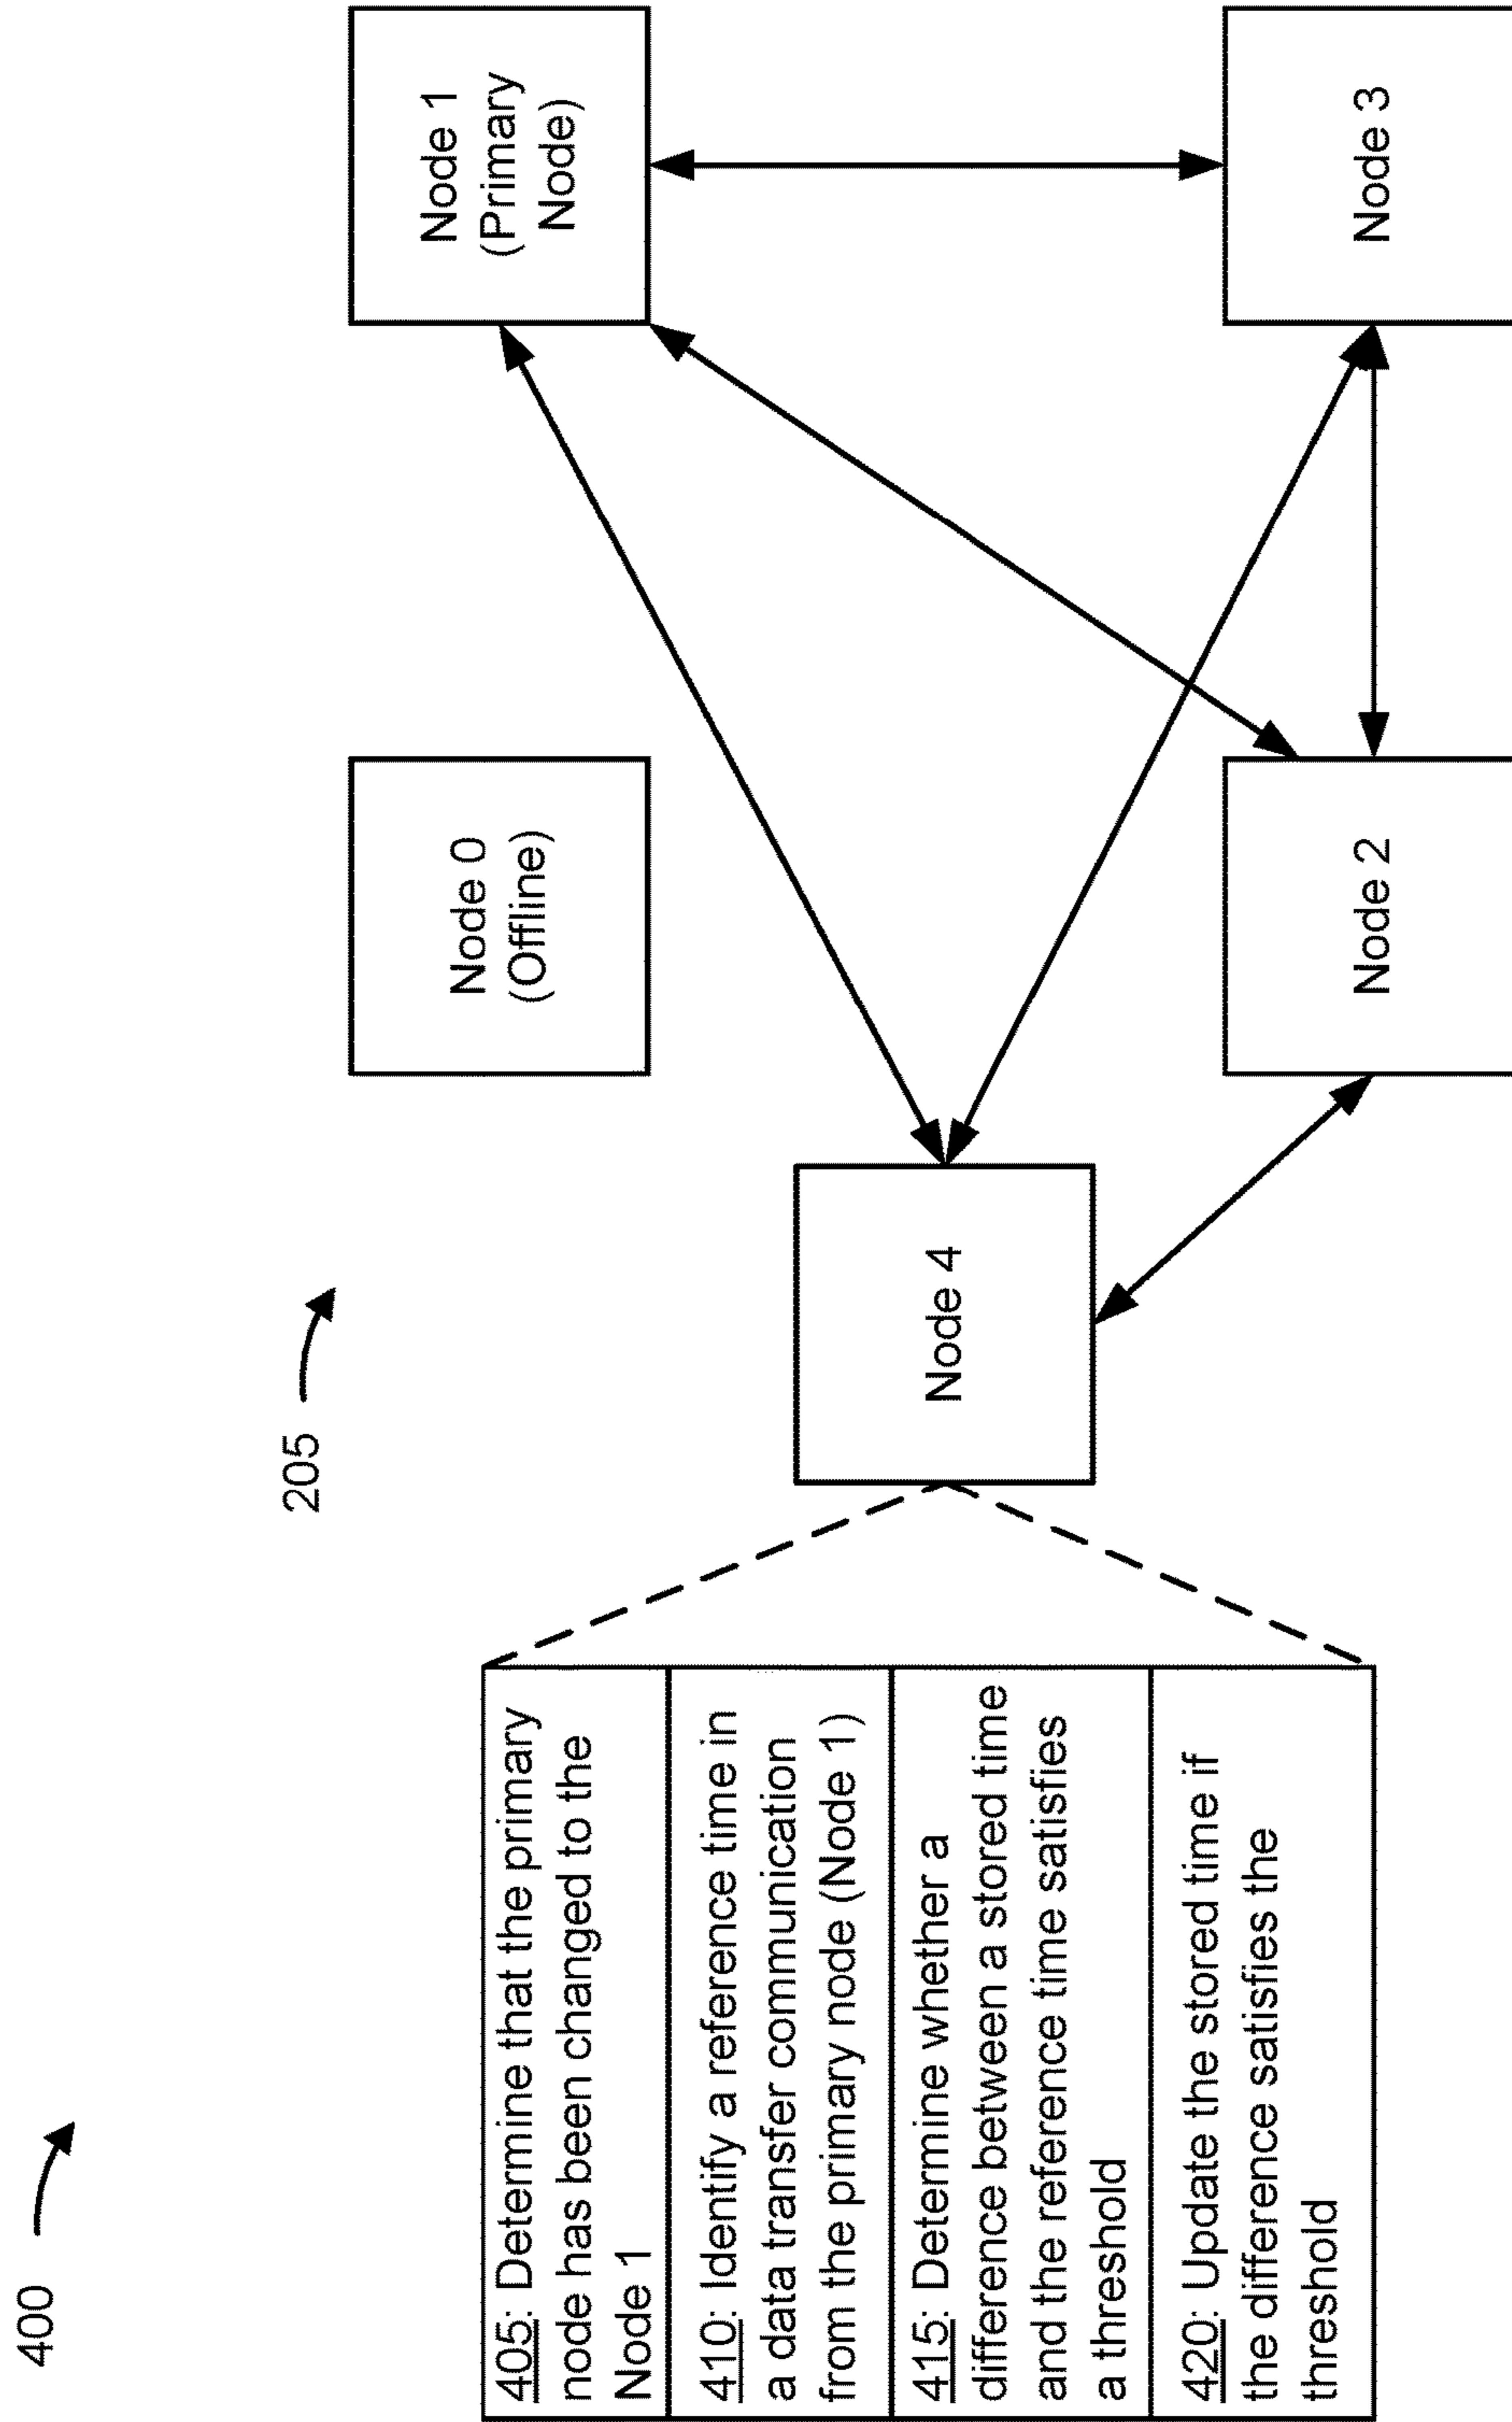 400
205
405: Determine that the primary
node has been changed to the
Node 1
410: Identify a reference time in
a data transfer communication
from the primary node (Node 1)
415: Determine whether a
difference between a stored time
and the reference time satisfies
a threshold
420: Update the stored time if
the difference satisfies the
threshold
Node 4
Node 0
(Offline)
Node 1
(Primary
Node)
Node 2
Node 3